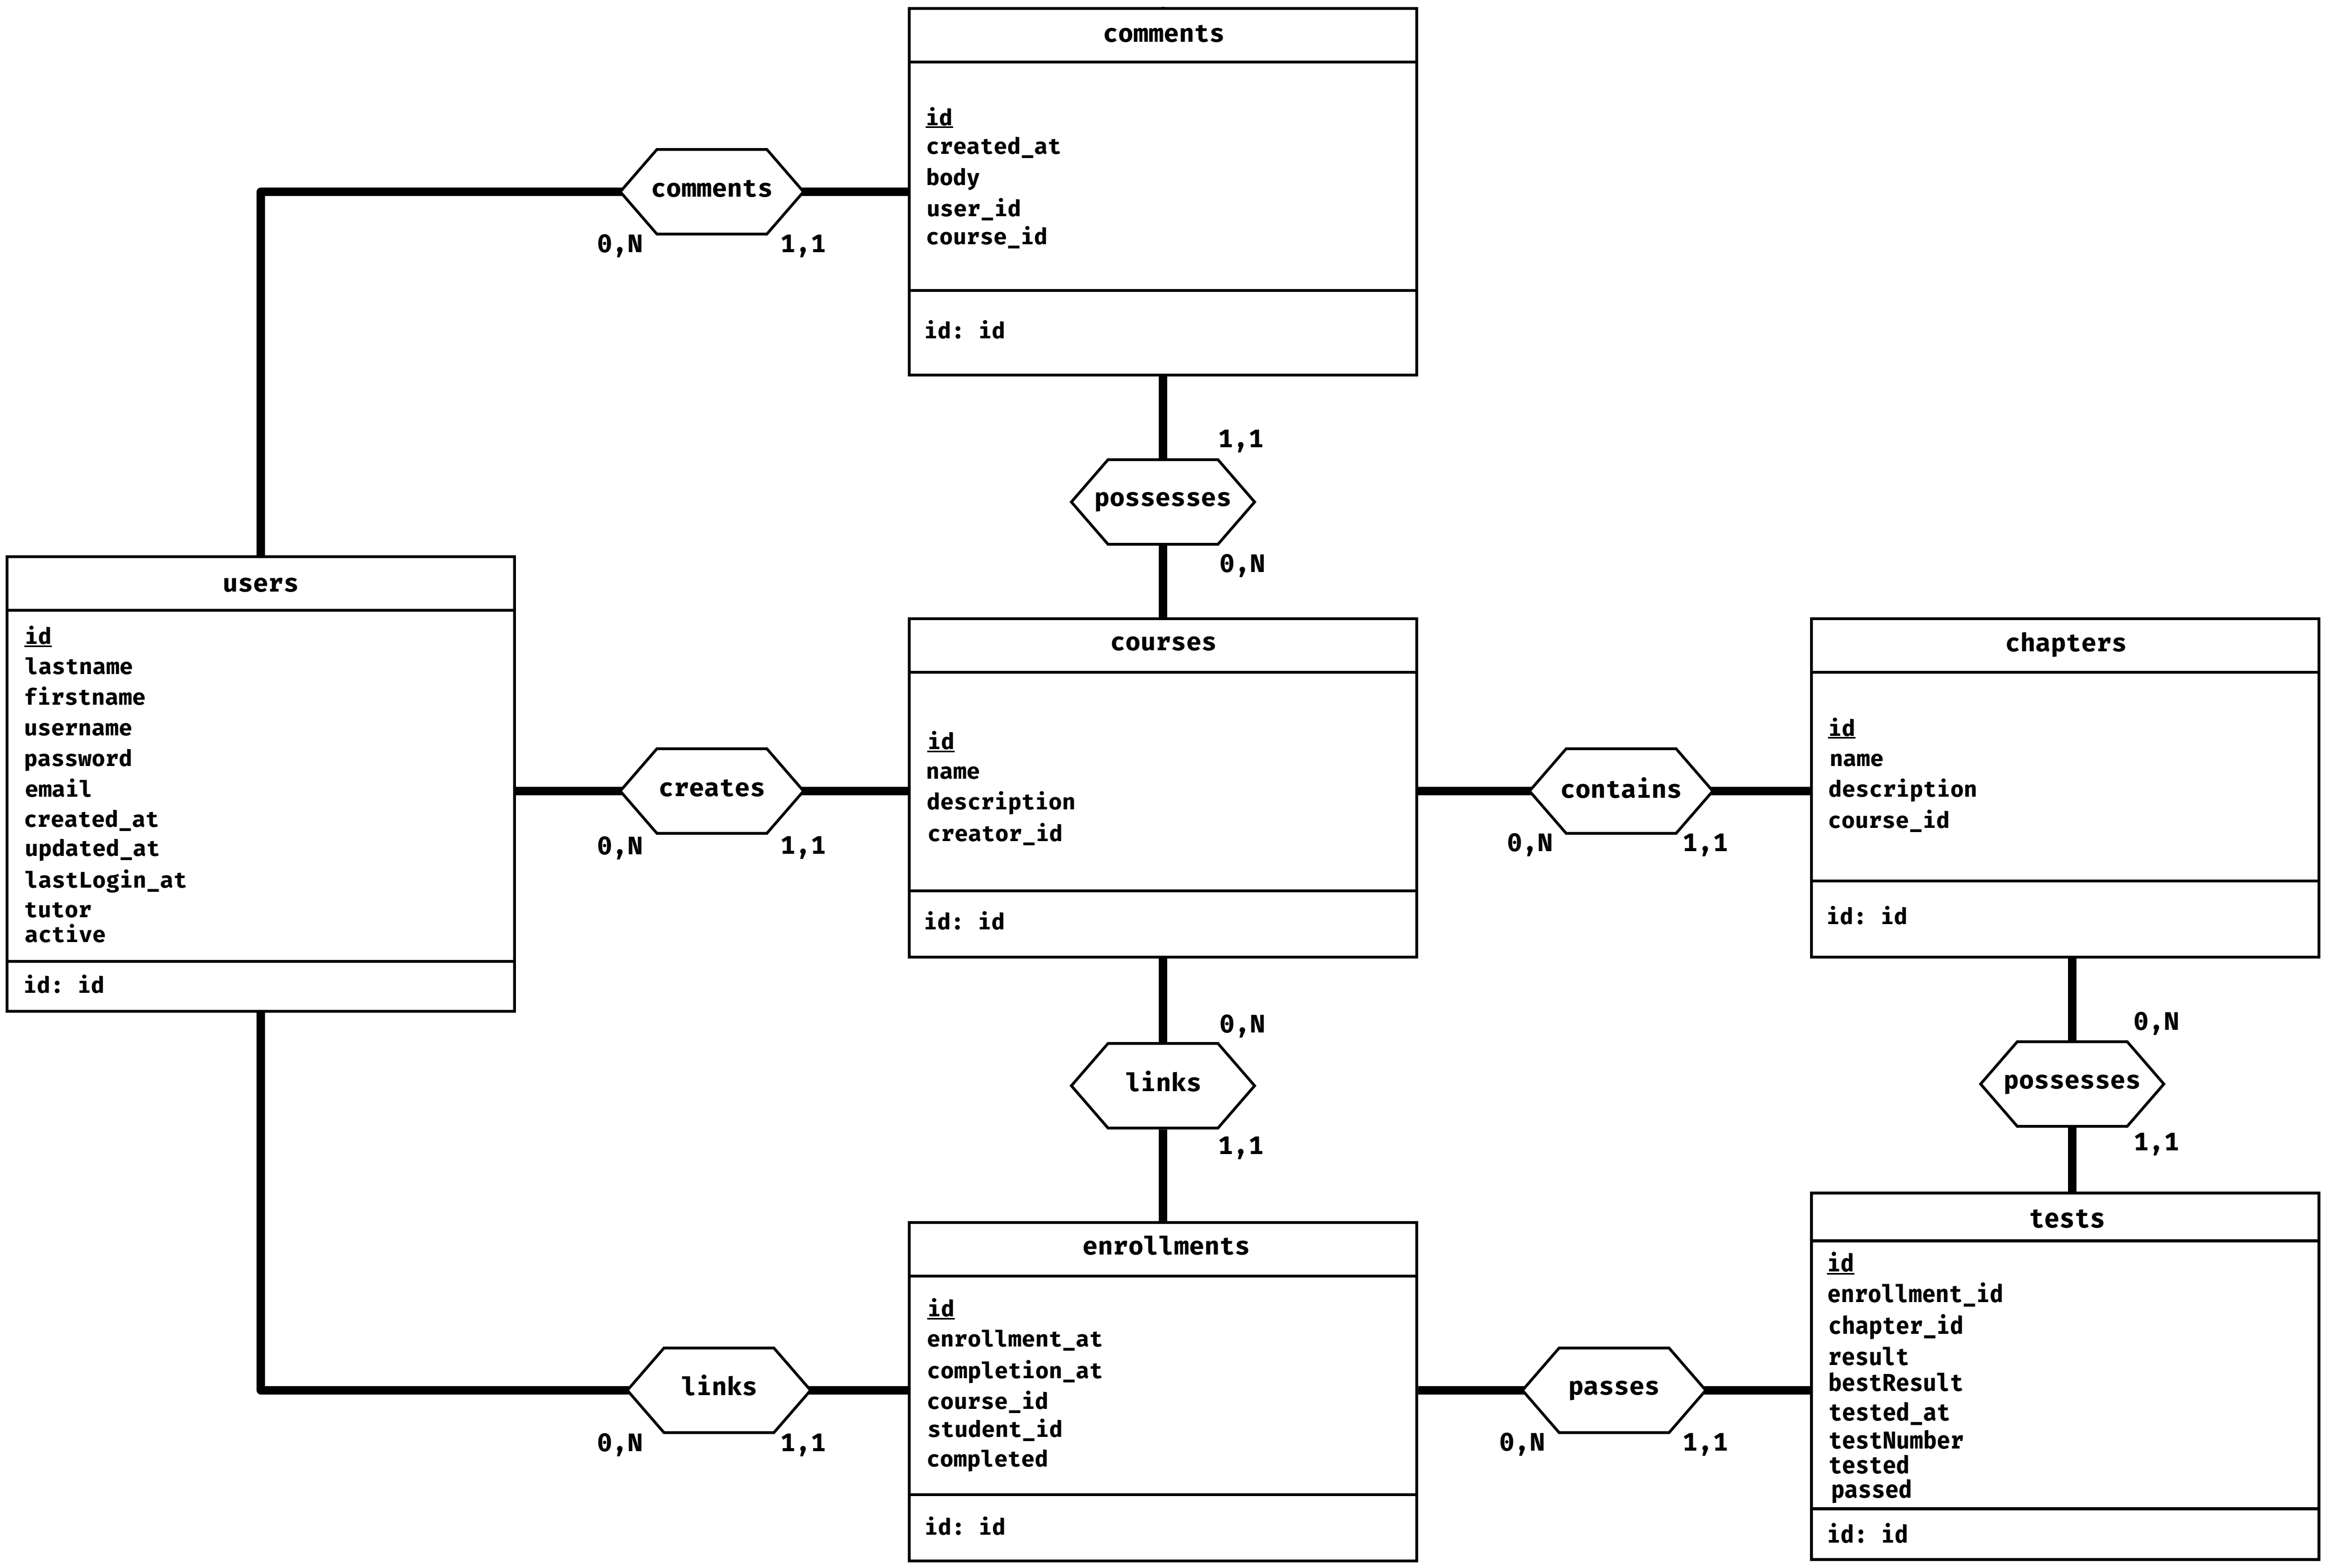 comments
id
created_at
body
user_id
course_id
id: id
comments
0,N
1,1
1,1
possesses
0,N
users
id
lastname
firstname
username
password
email
created_at
updated_at
lastLogin_at
tutor
active
id: id
creates
0,N
1,1
courses
id
name
description
creator_id
id: id
contains
0,N
1,1
chapters
id
name
description
course_id
id: id
0,N
links
1,1
0,N
possesses
1,1
links
0,N
1,1
enrollments
id
enrollment_at
completion_at
course_id
student_id
completed
id: id
passes
0,N
1,1
tests
id
enrollment_id
chapter_id
result
bestResult
tested_at
testNumber
tested
passed
id: id